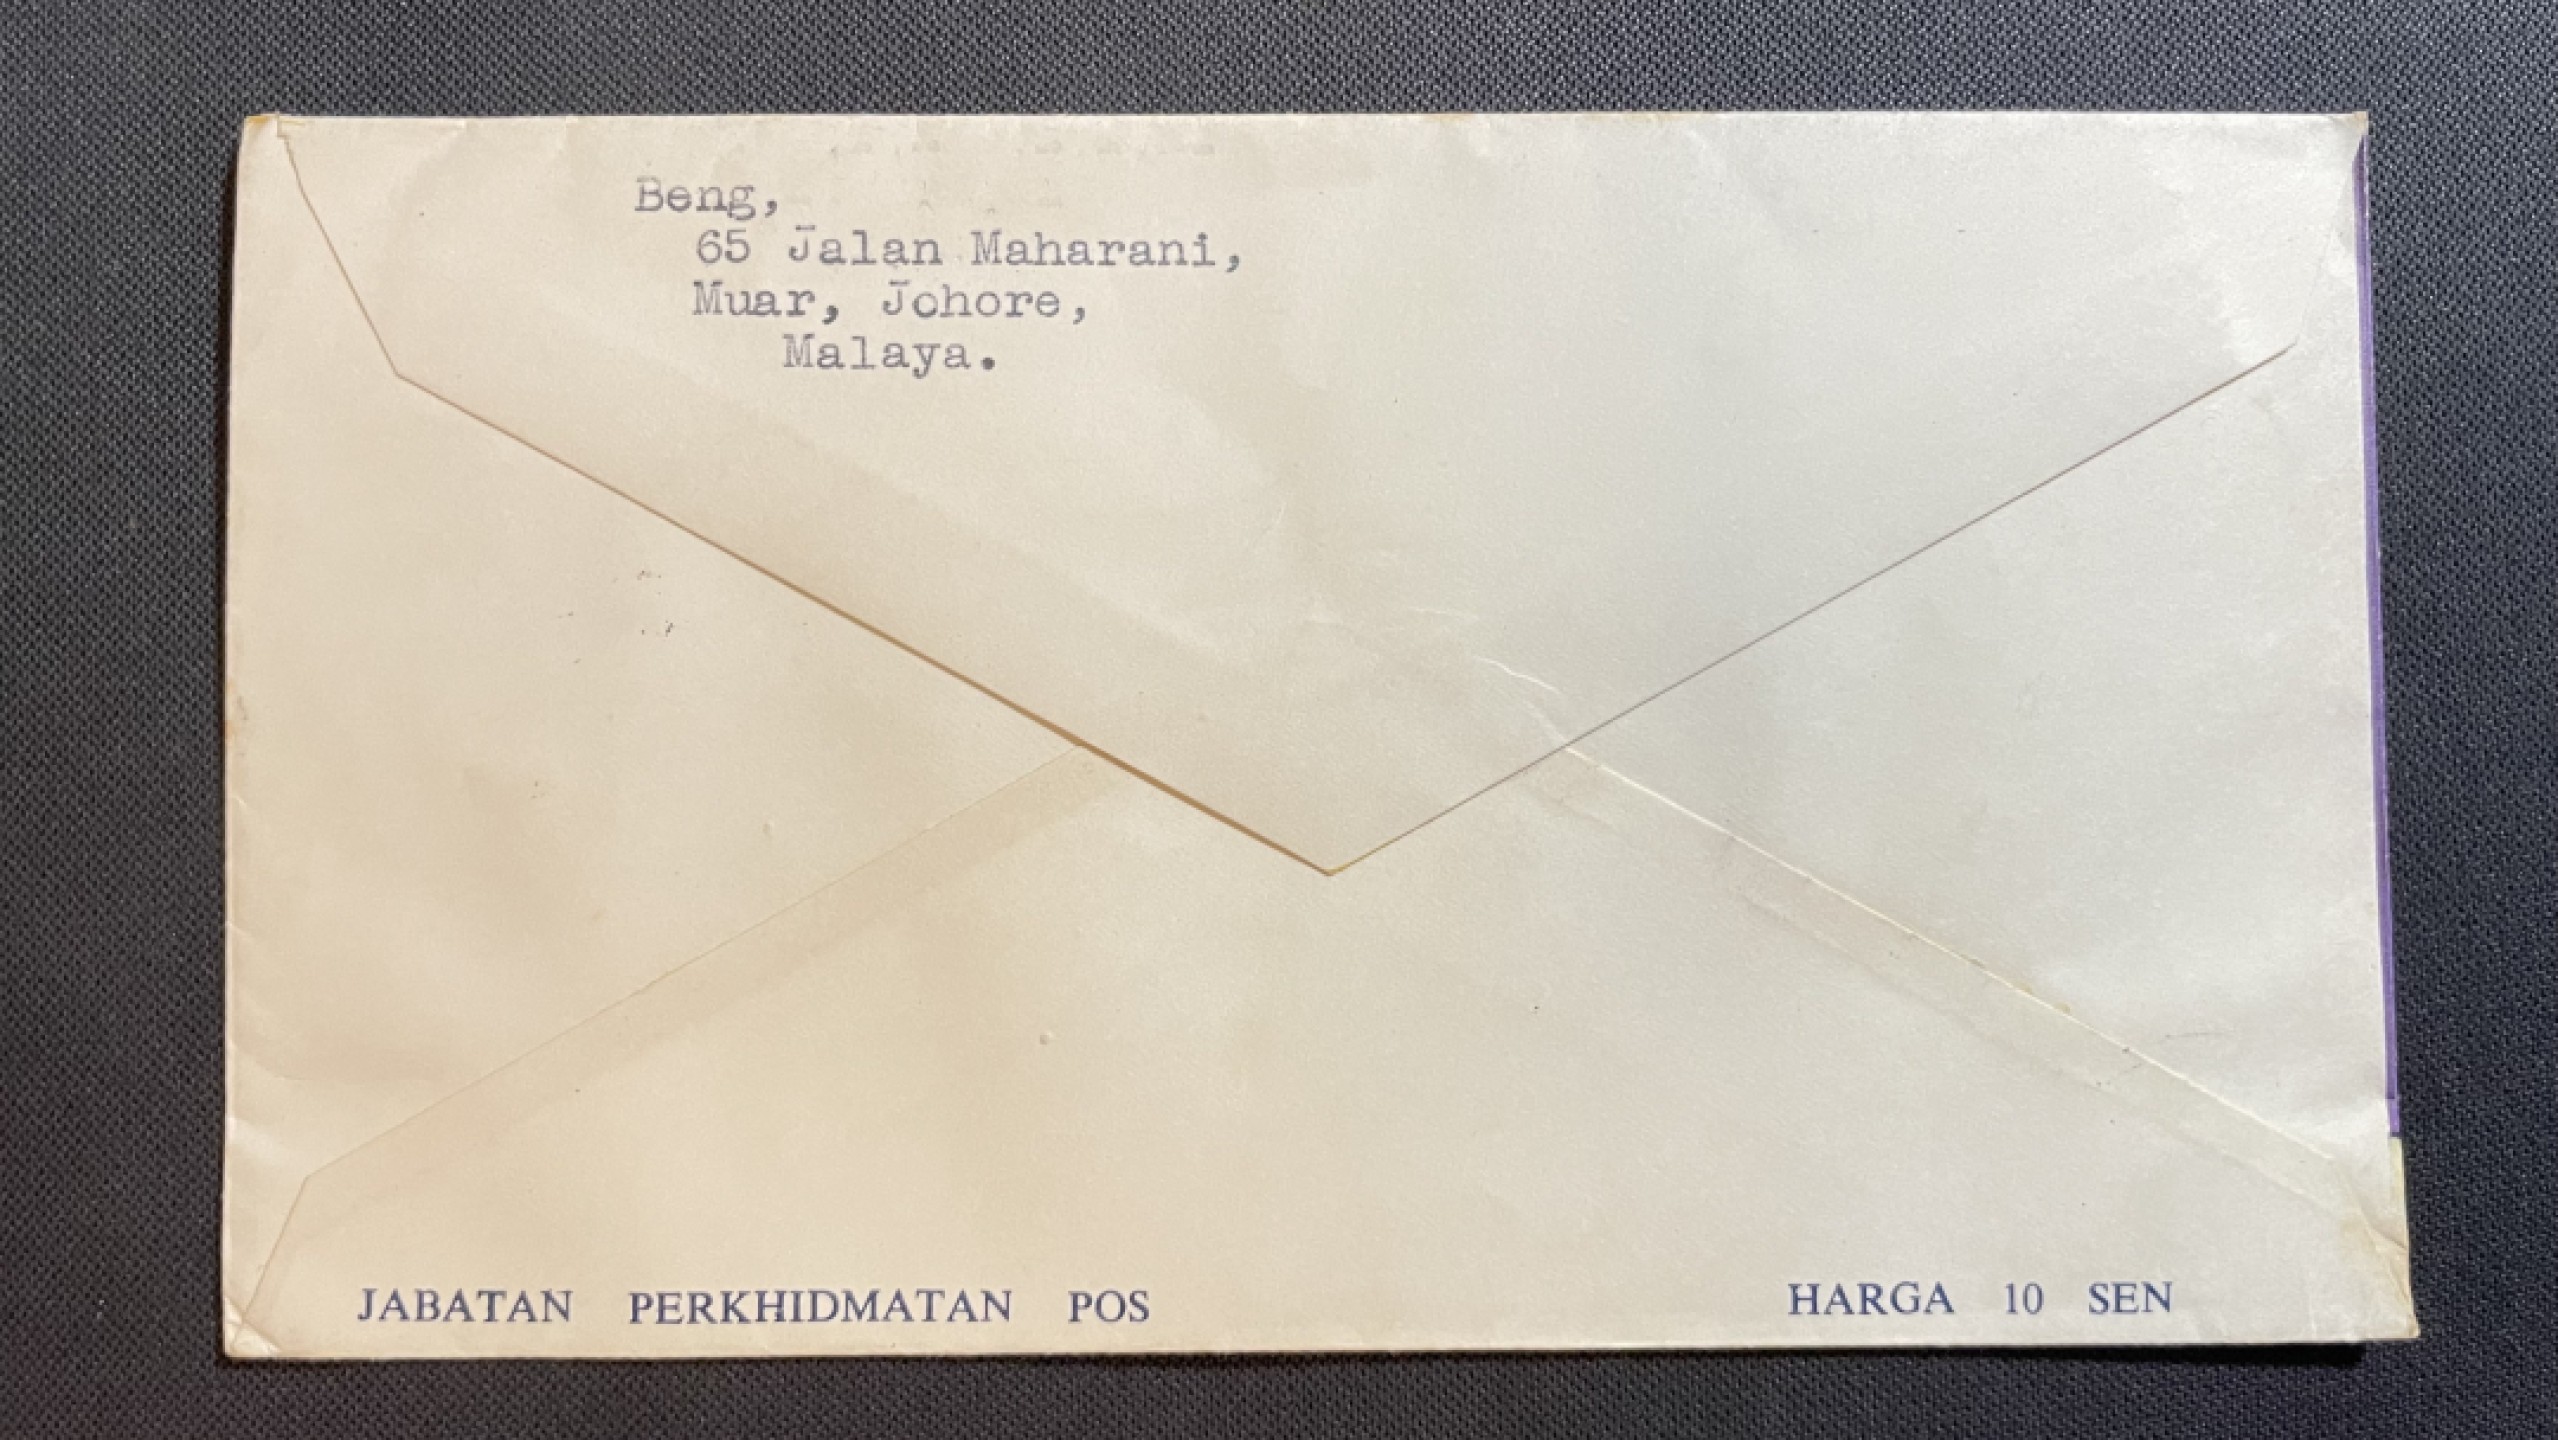 Beng,
65 Jalan Maharani,
Muar, Johore,
Malaya.
JABATAN PERKHIDMATAN POS
HARGA 10 SEN